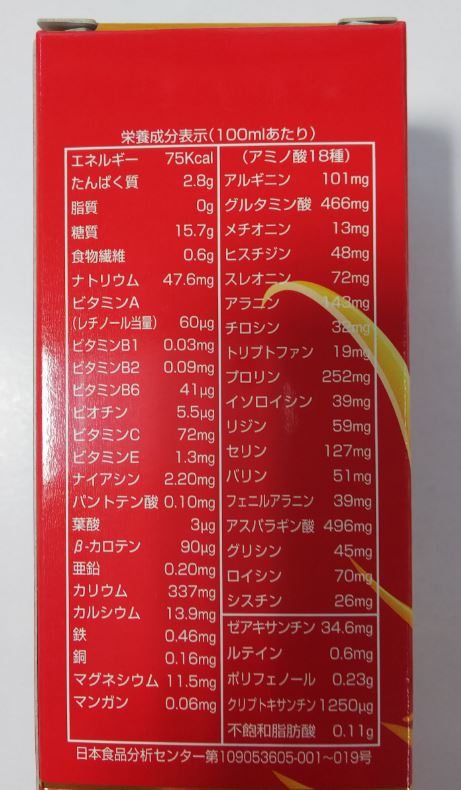 栄養成分表示(100mlあたり)
エネルギー 75Kcal
たんぱく質 2.8g
脂質 0g
糖質 15.7g
食物繊維 0.6g
ナトリウム 47.6mg
ビタミンA
(レチノール当量) 60μg
ビタミンB1 0.03mg
ビタミンB2 0.09mg
ビタミンB6 41μg
ビオチン 5.5μg
ビタミンC 72mg
ビタミンE 1.3mg
ナイアシン 2.20mg
パントテン酸 0.10mg
葉酸 3μg
β-カロテン 90μg
亜鉛 0.20mg
カリウム 337mg
カルシウム 13.9mg
鉄 0.46mg
銅 0.16mg
マグネシウム 11.5mg
マンガン 0.06mg
(アミノ酸18種)
アルギニン 101mg
グルタミン酸 466mg
メチオニン 13mg
ヒスチジン 48mg
スレオニン 72mg
アラニン 143mg
チロシン 32mg
トリプトファン 19mg
プロリン 252mg
イソロイシン 39mg
リジン 59mg
セリン 127mg
バリン 51mg
フェニルアラニン 39mg
アスパラギン酸 496mg
グリシン 45mg
ロイシン 70mg
シスチン 26mg
ゼアキサンチン 34.6mg
ルテイン 0.6mg
ポリフェノール 0.23g
クリプトキサンチン 1250μg
不飽和脂肪酸 0.11g
日本食品分析センター第109053605-001〜019号